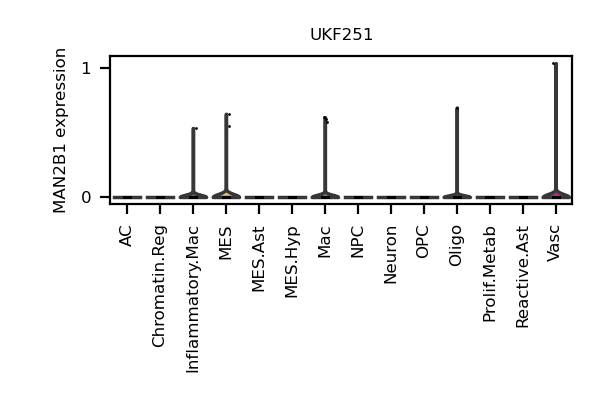 UKF251
MAN2B1 expression
1
0
AC
Chromatin.Reg
Inflammatory.Mac
MES
MES.Ast
MES.Hyp
Mac
NPC
Neuron
OPC
Oligo
Prolif.Metab
Reactive.Ast
Vasc